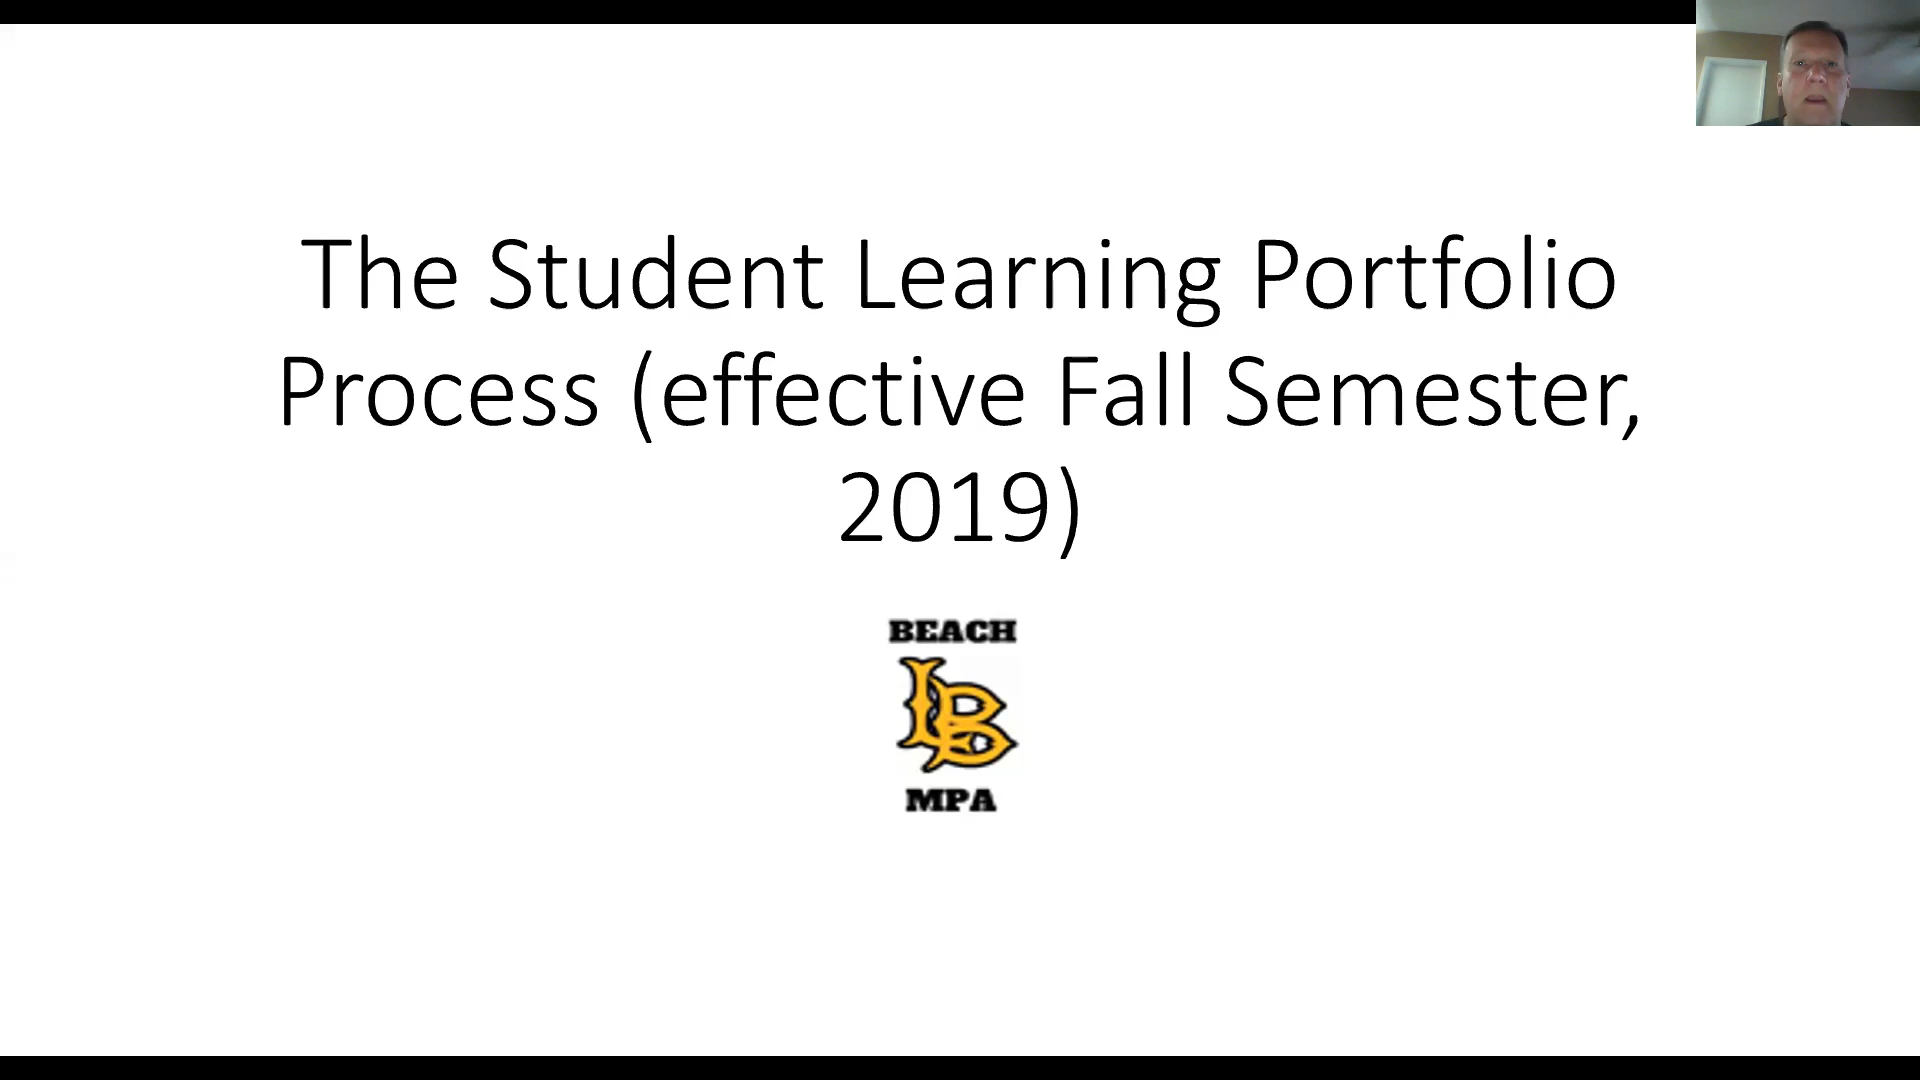 The Student Learning Portfolio
Process (effective Fall Semester,
2019)
BEACH
LB
MPA